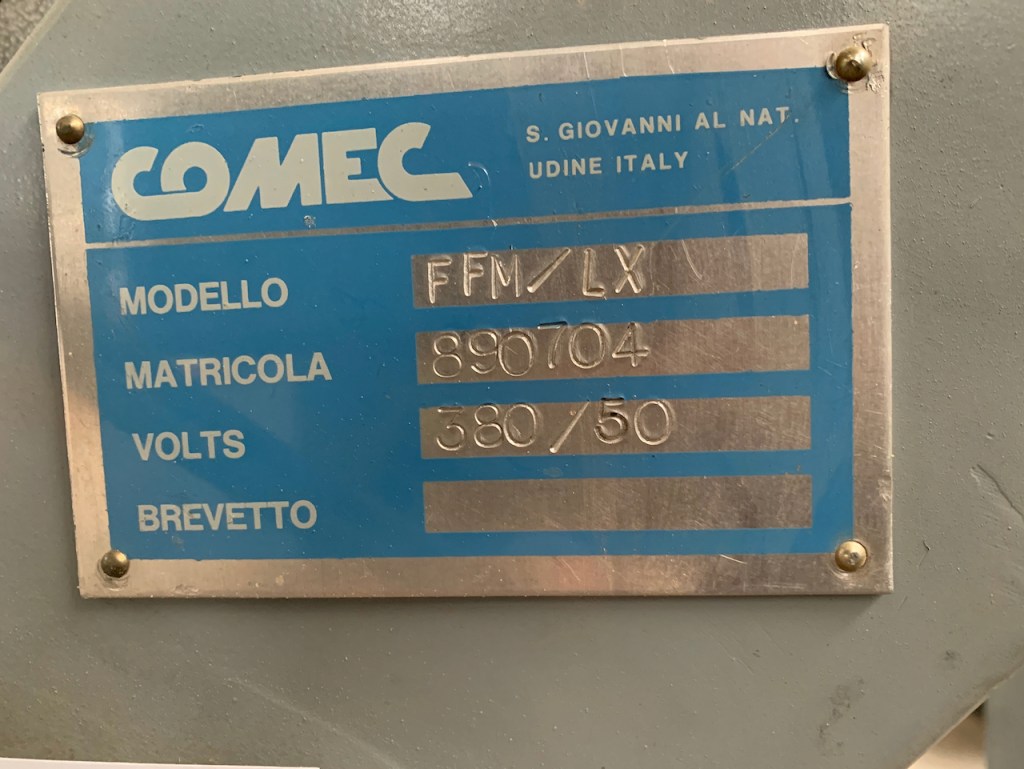 COMEC
S. GIOVANNI AL NAT.
UDINE ITALY
MODELLO FFM/LX
MATRICOLA 890704
VOLTS 380/50
BREVETTO